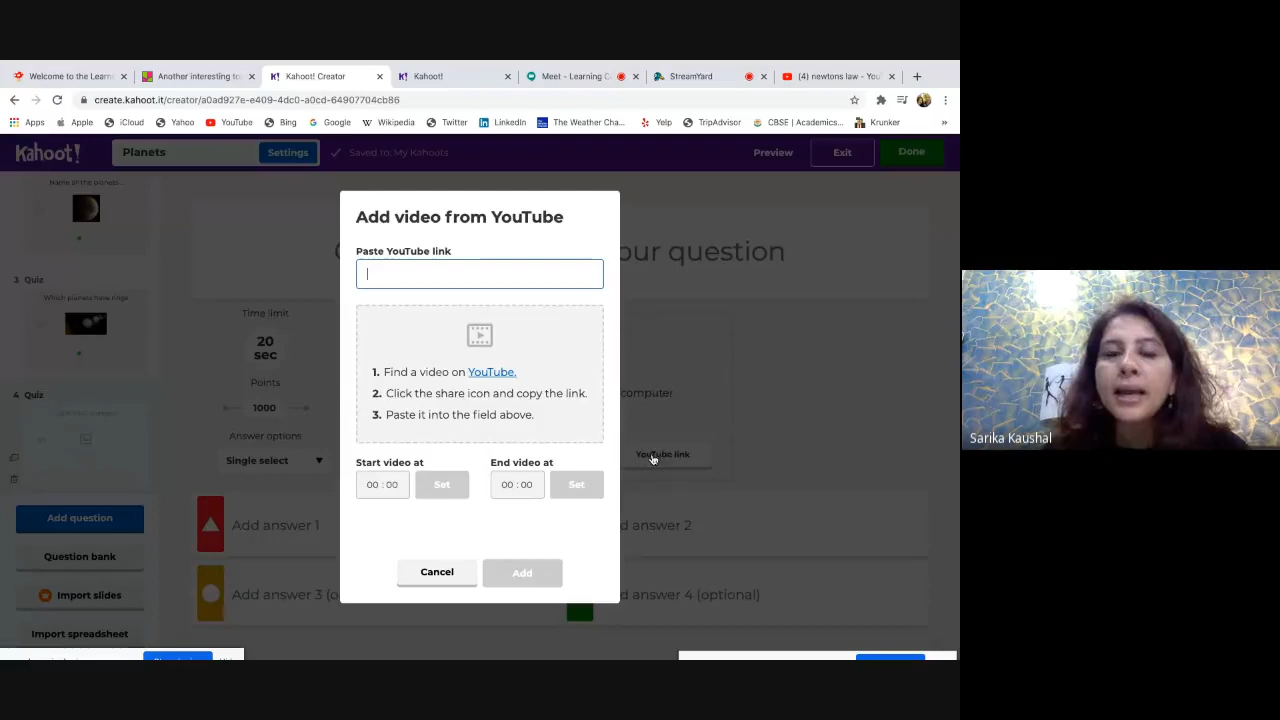 Welcome to the Learn
Another interesting to
Kahoot! Creator
Kahoot!
Meet - Learning C
StreamYard
(4) newtons law - You
create.kahoot.it/creator/a0ad927e-e409-4dc0-a0cd-64907704cb86
Apps
Apple
iCloud
Yahoo
YouTube
Bing
Google
Wikipedia
Twitter
LinkedIn
The Weather Cha...
Yelp
TripAdvisor
CBSE | Academics...
Krunker
»
Kahoot!
Planets
Settings
Saved to: My Kahoots
Preview
Exit
Done
Name all the planets...
3 Quiz
Which planets have rings
4 Quiz
Add question
Question bank
Import slides
Import spreadsheet
our question
Time limit
20
sec
Points
1000
Answer options
Single select
computer
YouTube link
Add answer 1
d answer 2
Add answer 3 (o
add answer 4 (optional)
Add video from YouTube
Paste YouTube link
1. Find a video on YouTube.
2. Click the share icon and copy the link.
3. Paste it into the field above.
Start video at
End video at
00 : 00
Set
00 : 00
Set
Cancel
Add
Sarika Kaushal